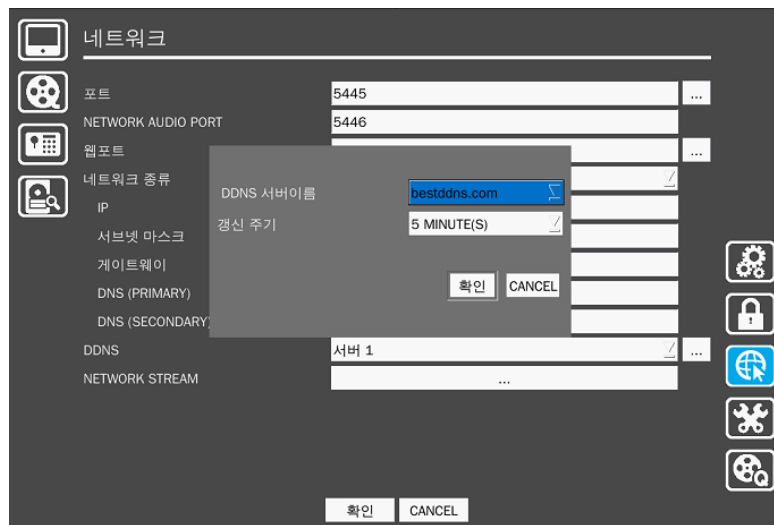 네트워크
포트 5445 ...
NETWORK AUDIO PORT 5446
웹포트 ...
네트워크 종류
IP
서브넷 마스크
게이트웨이
DNS (PRIMARY)
DNS (SECONDARY)
DDNS 서버 1 ...
NETWORK STREAM ...
DDNS 서버이름 bestddns.com
갱신 주기 5 MINUTE(S)
확인 CANCEL
확인 CANCEL